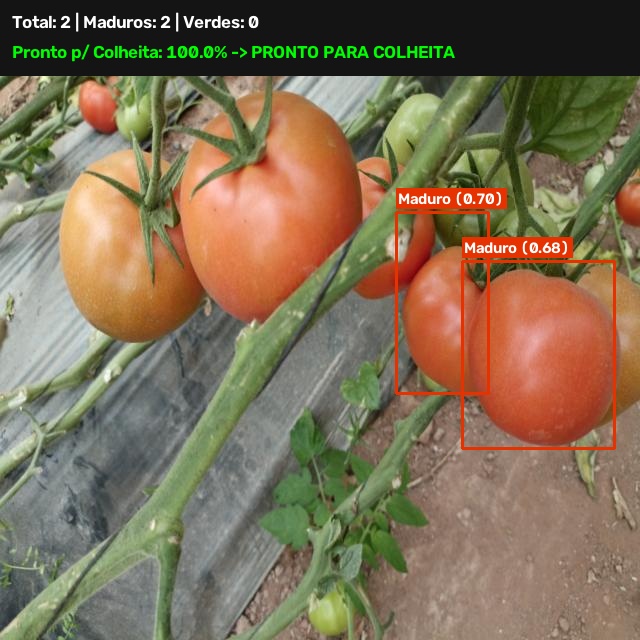 Total: 2 | Maduros: 2 | Verdes: 0
Pronto p/ Colheita: 100.0% -> PRONTO PARA COLHEITA
Maduro (0.70)
Maduro (0.68)